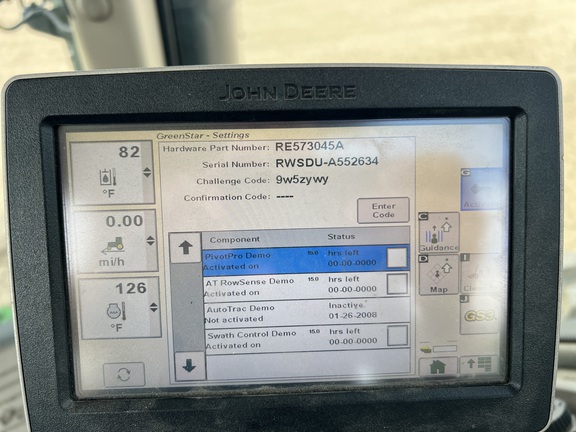 JOHN DEERE
GreenStar - Settings
Hardware Part Number: RE573045A
Serial Number: RWSDU-A552634
Challenge Code: 9w5zywy
Confirmation Code: ----
Enter
Code
82
°F
0.00
mi/h
126
°F
Component Status
PivotPro Demo 15.0 hrs left
Activated on 00-00-0000
AT RowSense Demo 15.0 hrs left
Activated on 00-00-0000
AutoTrac Demo Inactive
Not activated 01-26-2008
Swath Control Demo 15.0 hrs left
Activated on 00-00-0000
G
C
Guidance
D
Map
I
J